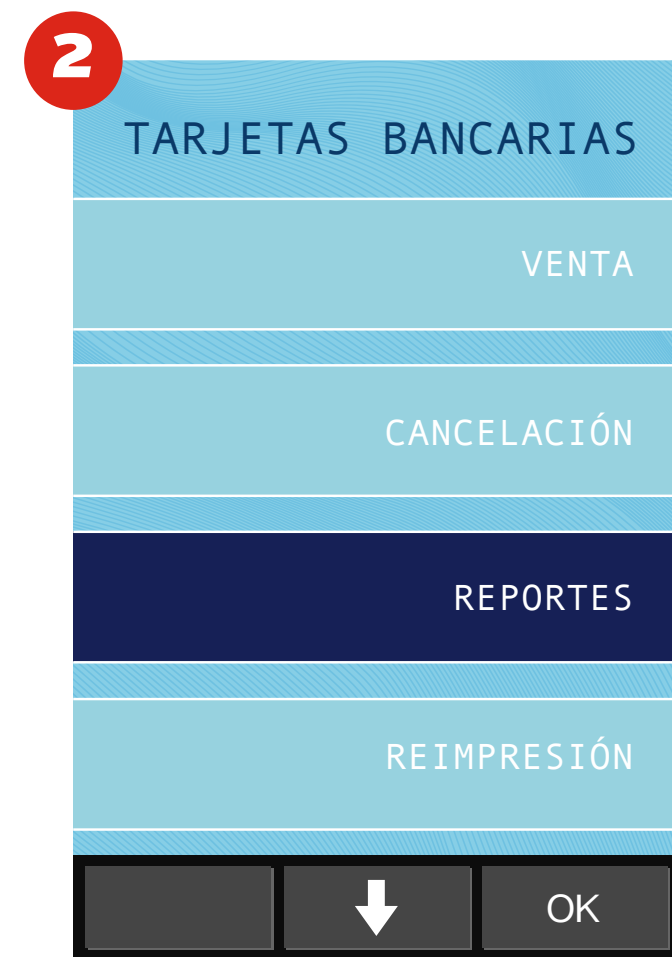 2
TARJETAS BANCARIAS
VENTA
CANCELACIÓN
REPORTES
REIMPRESIÓN
OK